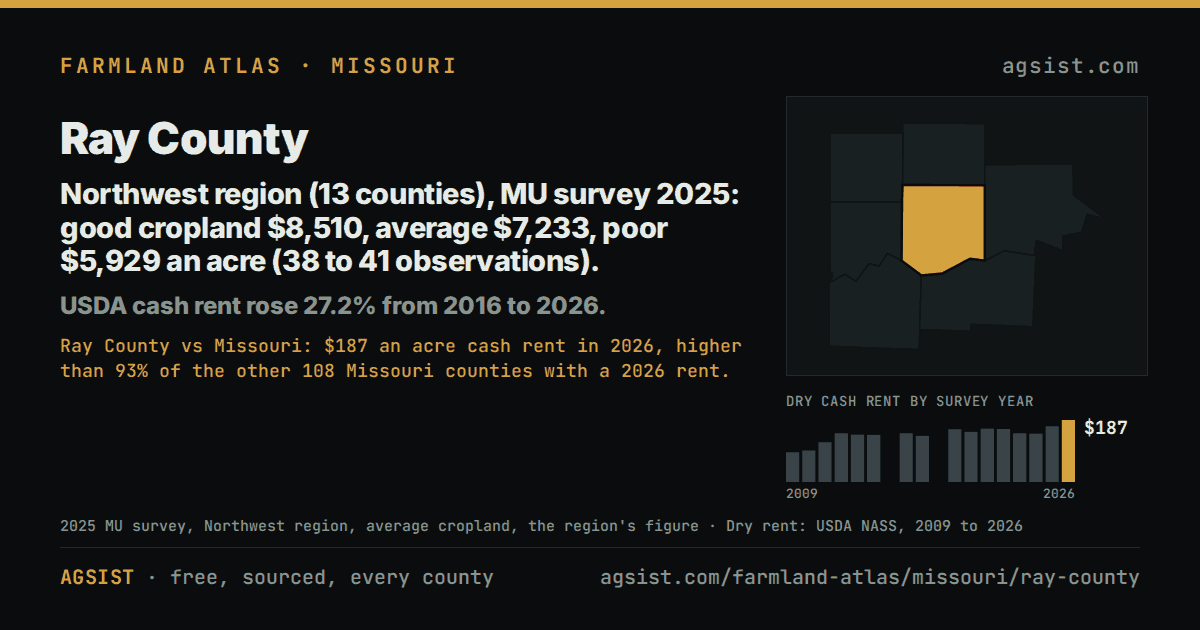 FARMLAND ATLAS · MISSOURI
agsist.com
Ray County
Northwest region (13 counties), MU survey 2025:
good cropland $8,510, average $7,233, poor
$5,929 an acre (38 to 41 observations).
USDA cash rent rose 27.2% from 2016 to 2026.
Ray County vs Missouri: $187 an acre cash rent in 2026, higher
than 93% of the other 108 Missouri counties with a 2026 rent.
DRY CASH RENT BY SURVEY YEAR
$187
2009
2026
2025 MU survey, Northwest region, average cropland, the region's figure · Dry rent: USDA NASS, 2009 to 2026
AGSIST · free, sourced, every county
agsist.com/farmland-atlas/missouri/ray-county